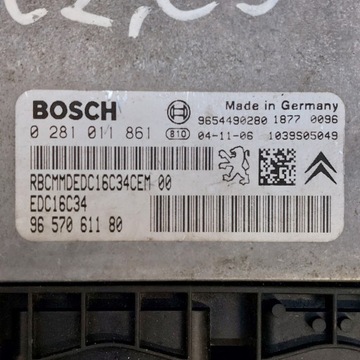 BOSCH
Made in Germany
9654490280 1877 0096
0 281 011 861 B10 04-11-06 1039S05049
RBCMMDEDC16C34CEM 00
EDC16C34
96 570 611 80